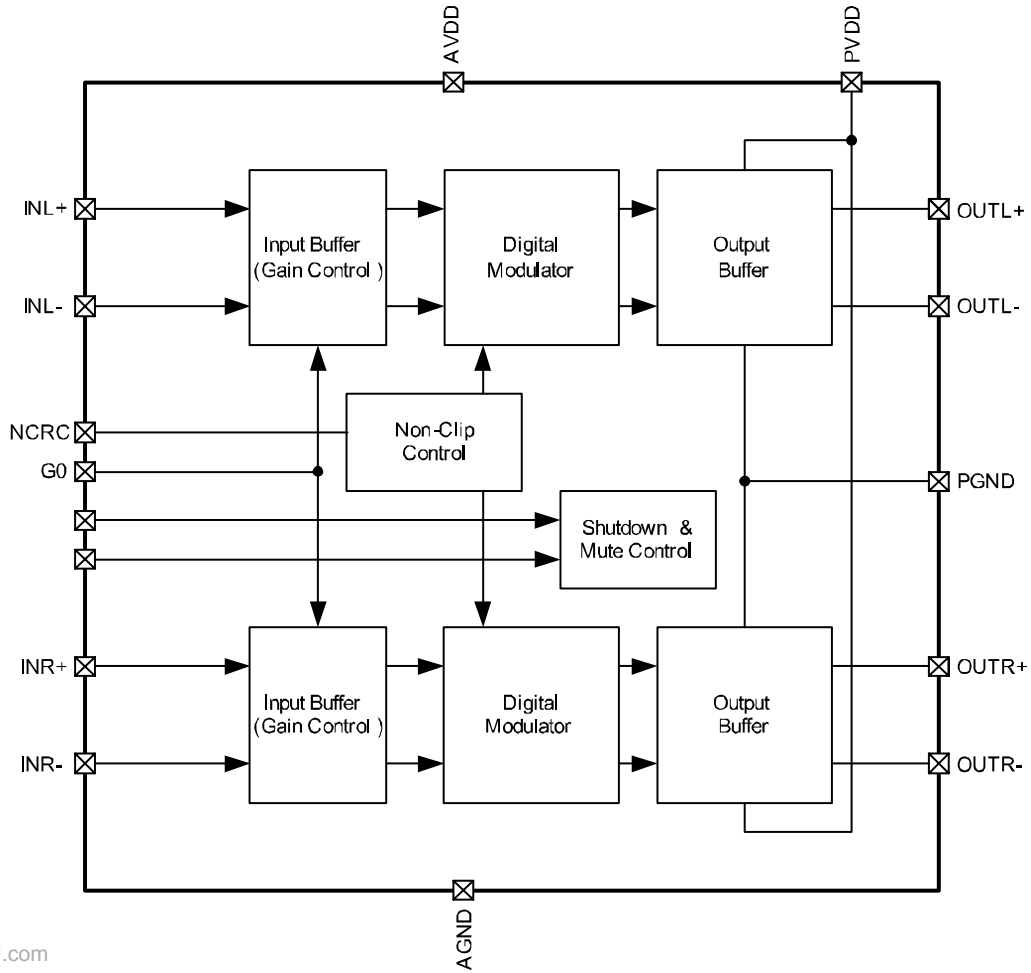 AVDD
PVDD
INL+
Input Buffer
(Gain Control )
Digital
Modulator
Output
Buffer
OUTL+
INL-
OUTL-
NCRC
Non-Clip
Control
G0
PGND
Shutdown &
Mute Control
INR+
Input Buffer
(Gain Control )
Digital
Modulator
Output
Buffer
OUTR+
INR-
OUTR-
AGND
.com